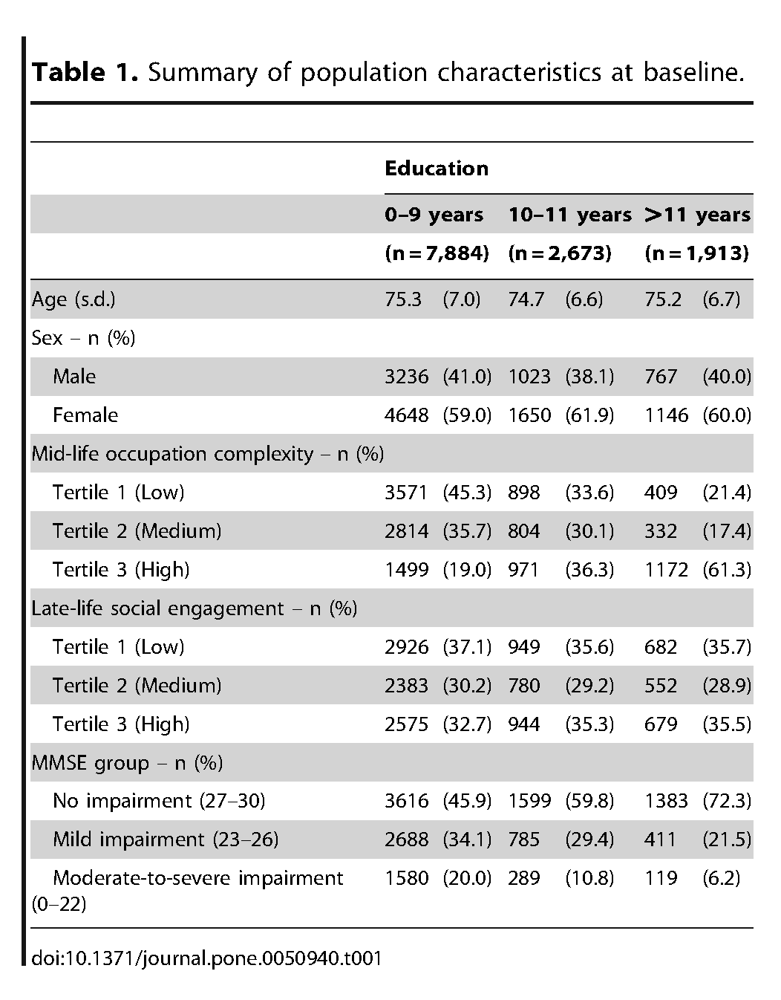 Table 1. Summary of population characteristics at baseline.
Education
0–9 years 10–11 years >11 years
(n = 7,884) (n = 2,673) (n = 1,913)
Age (s.d.) 75.3 (7.0) 74.7 (6.6) 75.2 (6.7)
Sex – n (%)
Male 3236 (41.0) 1023 (38.1) 767 (40.0)
Female 4648 (59.0) 1650 (61.9) 1146 (60.0)
Mid-life occupation complexity – n (%)
Tertile 1 (Low) 3571 (45.3) 898 (33.6) 409 (21.4)
Tertile 2 (Medium) 2814 (35.7) 804 (30.1) 332 (17.4)
Tertile 3 (High) 1499 (19.0) 971 (36.3) 1172 (61.3)
Late-life social engagement – n (%)
Tertile 1 (Low) 2926 (37.1) 949 (35.6) 682 (35.7)
Tertile 2 (Medium) 2383 (30.2) 780 (29.2) 552 (28.9)
Tertile 3 (High) 2575 (32.7) 944 (35.3) 679 (35.5)
MMSE group – n (%)
No impairment (27–30) 3616 (45.9) 1599 (59.8) 1383 (72.3)
Mild impairment (23–26) 2688 (34.1) 785 (29.4) 411 (21.5)
Moderate-to-severe impairment 1580 (20.0) 289 (10.8) 119 (6.2)
(0–22)
doi:10.1371/journal.pone.0050940.t001